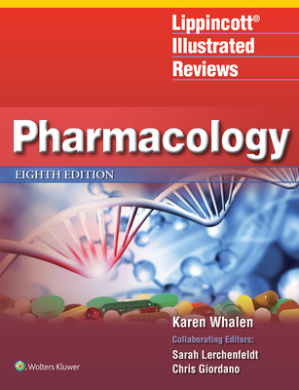 Lippincott®
Illustrated
Reviews
Pharmacology
EIGHTH EDITION
Karen Whalen
Collaborating Editors:
Sarah Lerchenfeldt
Chris Giordano
Wolters Kluwer